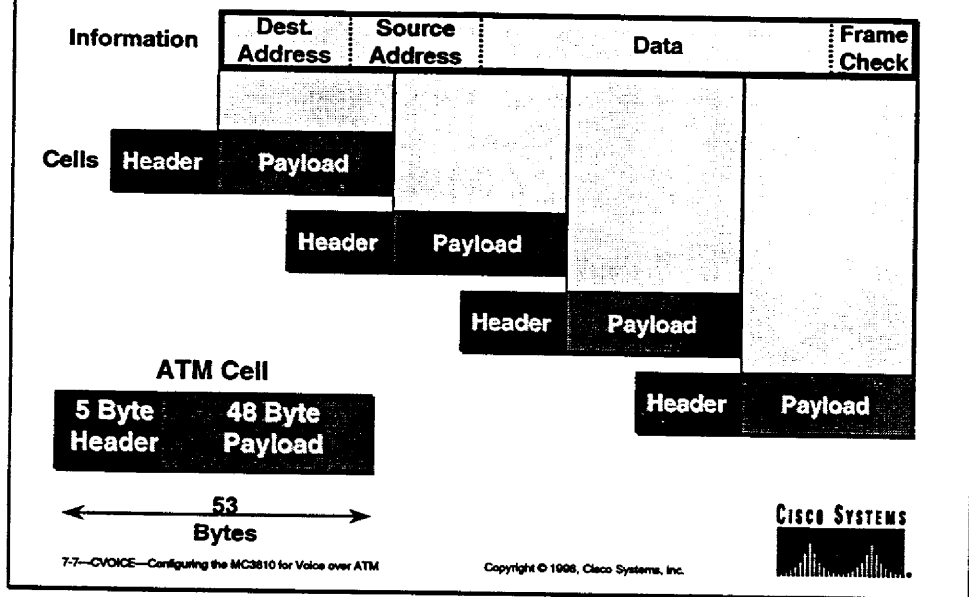 Information
Dest. Address
Source Address
Data
Frame Check
Cells
Header Payload
Header Payload
Header Payload
Header Payload
ATM Cell
5 Byte Header
48 Byte Payload
53
Bytes
7-7—CVOICE—Configuring the MC3810 for Voice over ATM
Copyright © 1998, Cisco Systems, Inc.
CISCO SYSTEMS